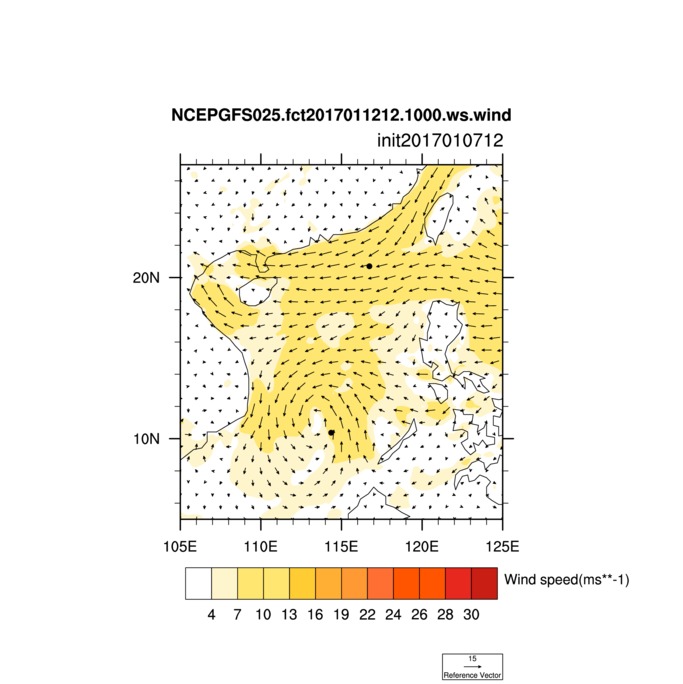 NCEPGFS025.fct2017011212.1000.ws.wind
init2017010712
20N
10N
105E 110E 115E 120E 125E
Wind speed(ms**-1)
4 7 10 13 16 19 22 24 26 28 30
15
Reference Vector